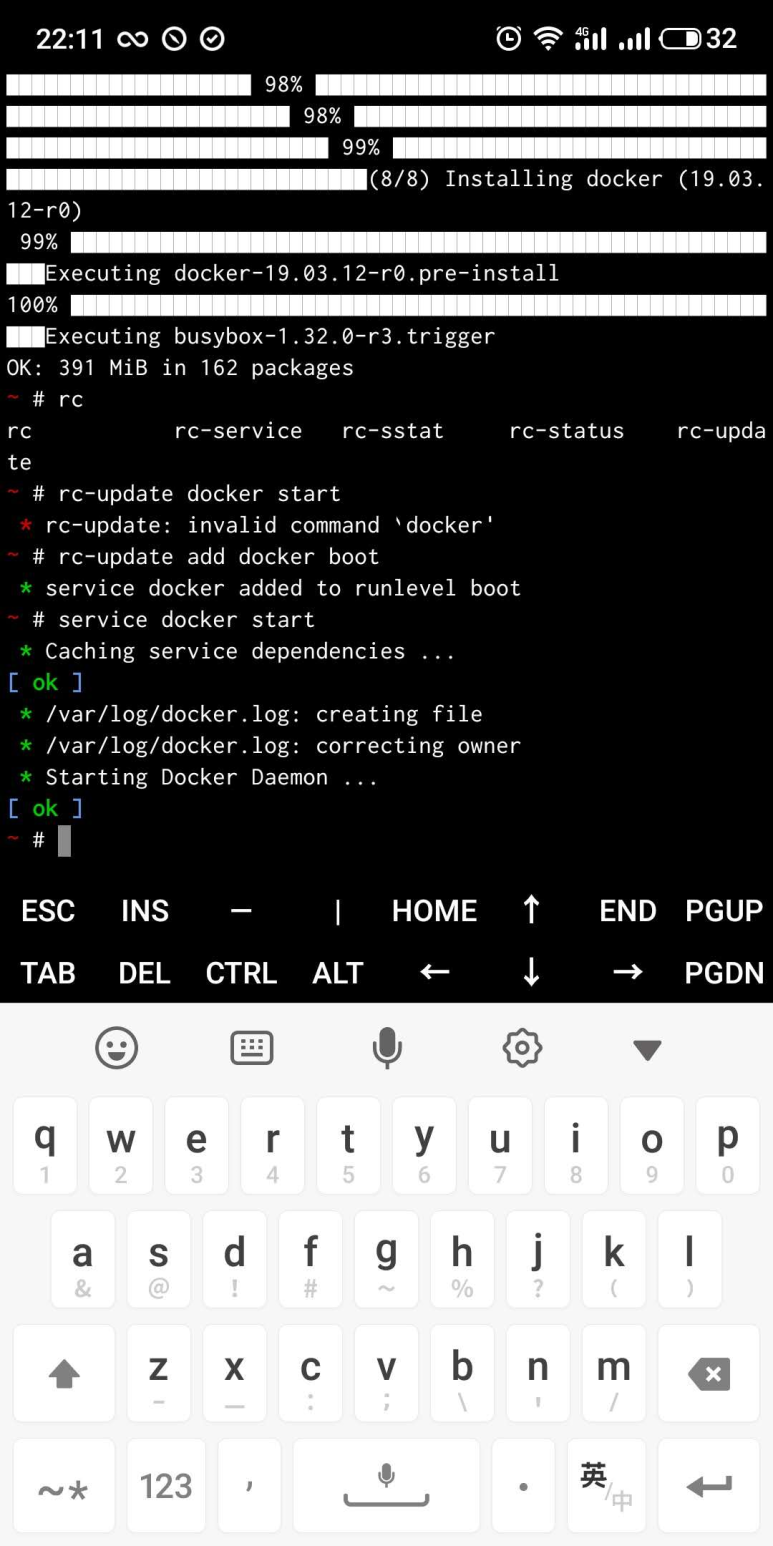 22:11 4G 32
98%
98%
99%
(8/8) Installing docker (19.03.
12-r0)
99%
Executing docker-19.03.12-r0.pre-install
100%
Executing busybox-1.32.0-r3.trigger
OK: 391 MiB in 162 packages
~ # rc
rc rc-service rc-sstat rc-status rc-upda
te
~ # rc-update docker start
* rc-update: invalid command `docker'
~ # rc-update add docker boot
* service docker added to runlevel boot
~ # service docker start
* Caching service dependencies ...
[ ok ]
* /var/log/docker.log: creating file
* /var/log/docker.log: correcting owner
* Starting Docker Daemon ...
[ ok ]
~ #
ESC INS — | HOME ↑ END PGUP
TAB DEL CTRL ALT ← ↓ → PGDN
q w e r t y u i o p
1 2 3 4 5 6 7 8 9 0
a s d f g h j k l
& @ ! # ~ % ? ( )
z x c v b n m
- _ : ; \ ' /
~* 123 , . 英/中